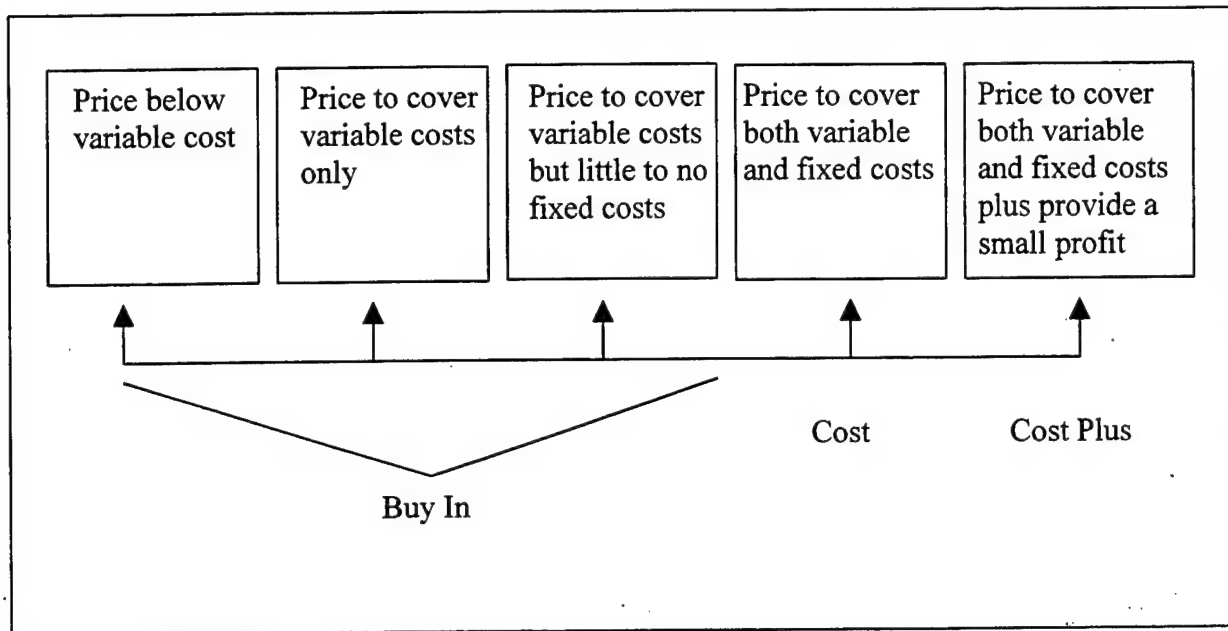 Price below
variable cost
Price to cover
variable costs
only
Price to cover
variable costs
but little to no
fixed costs
Price to cover
both variable
and fixed costs
Price to cover
both variable
and fixed costs
plus provide a
small profit
Cost
Cost Plus
Buy In